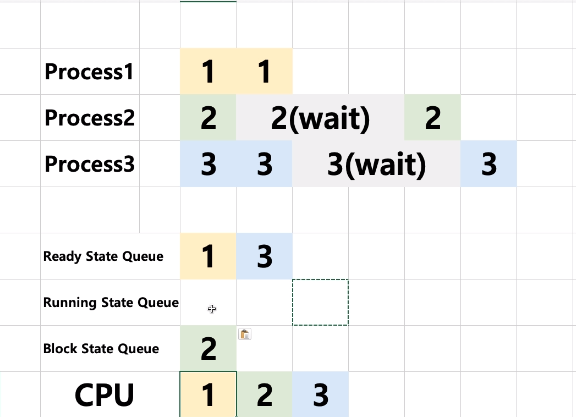 Process1 1 1
Process2 2 2(wait) 2
Process3 3 3 3(wait) 3
Ready State Queue 1 3
Running State Queue
Block State Queue 2
CPU 1 2 3